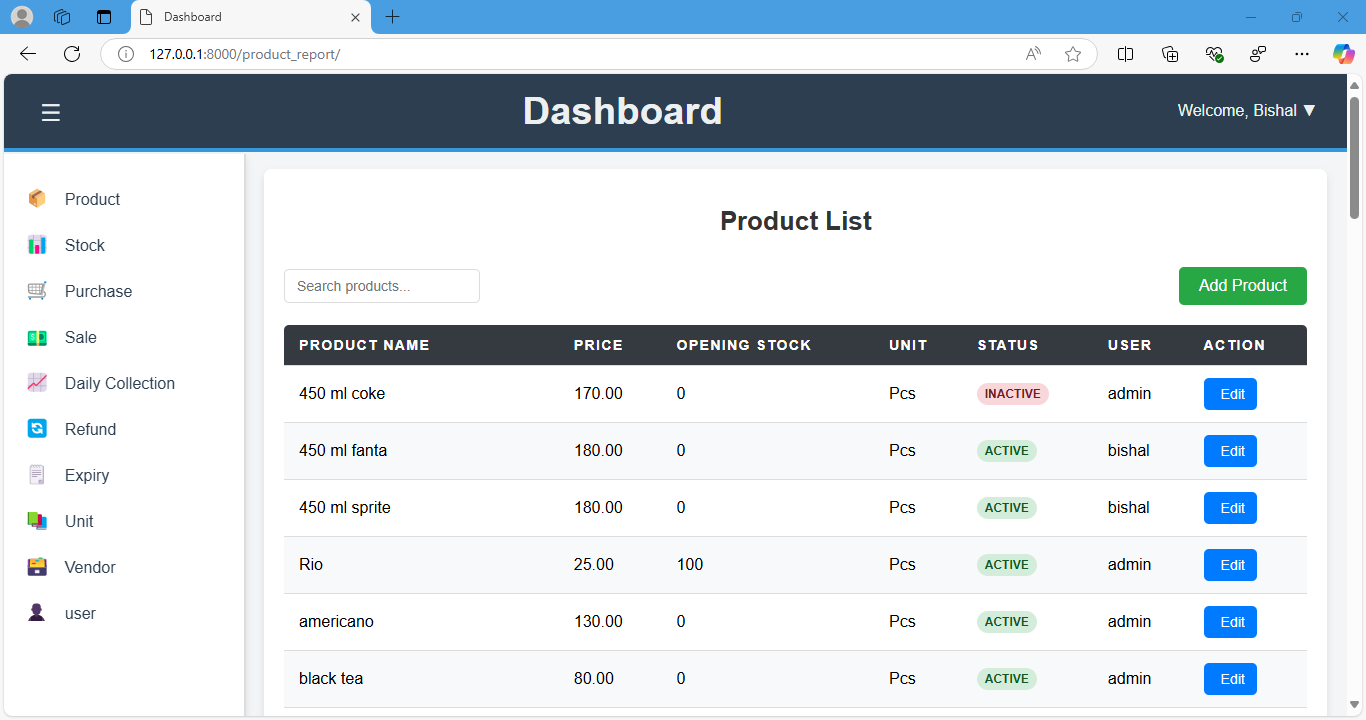 Dashboard
127.0.0.1:8000/product_report/
☰ Dashboard Welcome, Bishal ▼
Product
Stock
Purchase
Sale
Daily Collection
Refund
Expiry
Unit
Vendor
user
Product List
Search products... Add Product
PRODUCT NAME PRICE OPENING STOCK UNIT STATUS USER ACTION
450 ml coke 170.00 0 Pcs INACTIVE admin Edit
450 ml fanta 180.00 0 Pcs ACTIVE bishal Edit
450 ml sprite 180.00 0 Pcs ACTIVE bishal Edit
Rio 25.00 100 Pcs ACTIVE admin Edit
americano 130.00 0 Pcs ACTIVE admin Edit
black tea 80.00 0 Pcs ACTIVE admin Edit